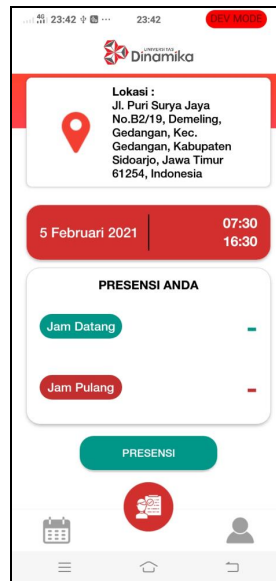 4G 23:42
23:42
DEV MODE
UNIVERSITAS
Dinamika
Lokasi :
Jl. Puri Surya Jaya
No.B2/19, Demeling,
Gedangan, Kec.
Gedangan, Kabupaten
Sidoarjo, Jawa Timur
61254, Indonesia
5 Februari 2021
07:30
16:30
PRESENSI ANDA
Jam Datang -
Jam Pulang -
PRESENSI